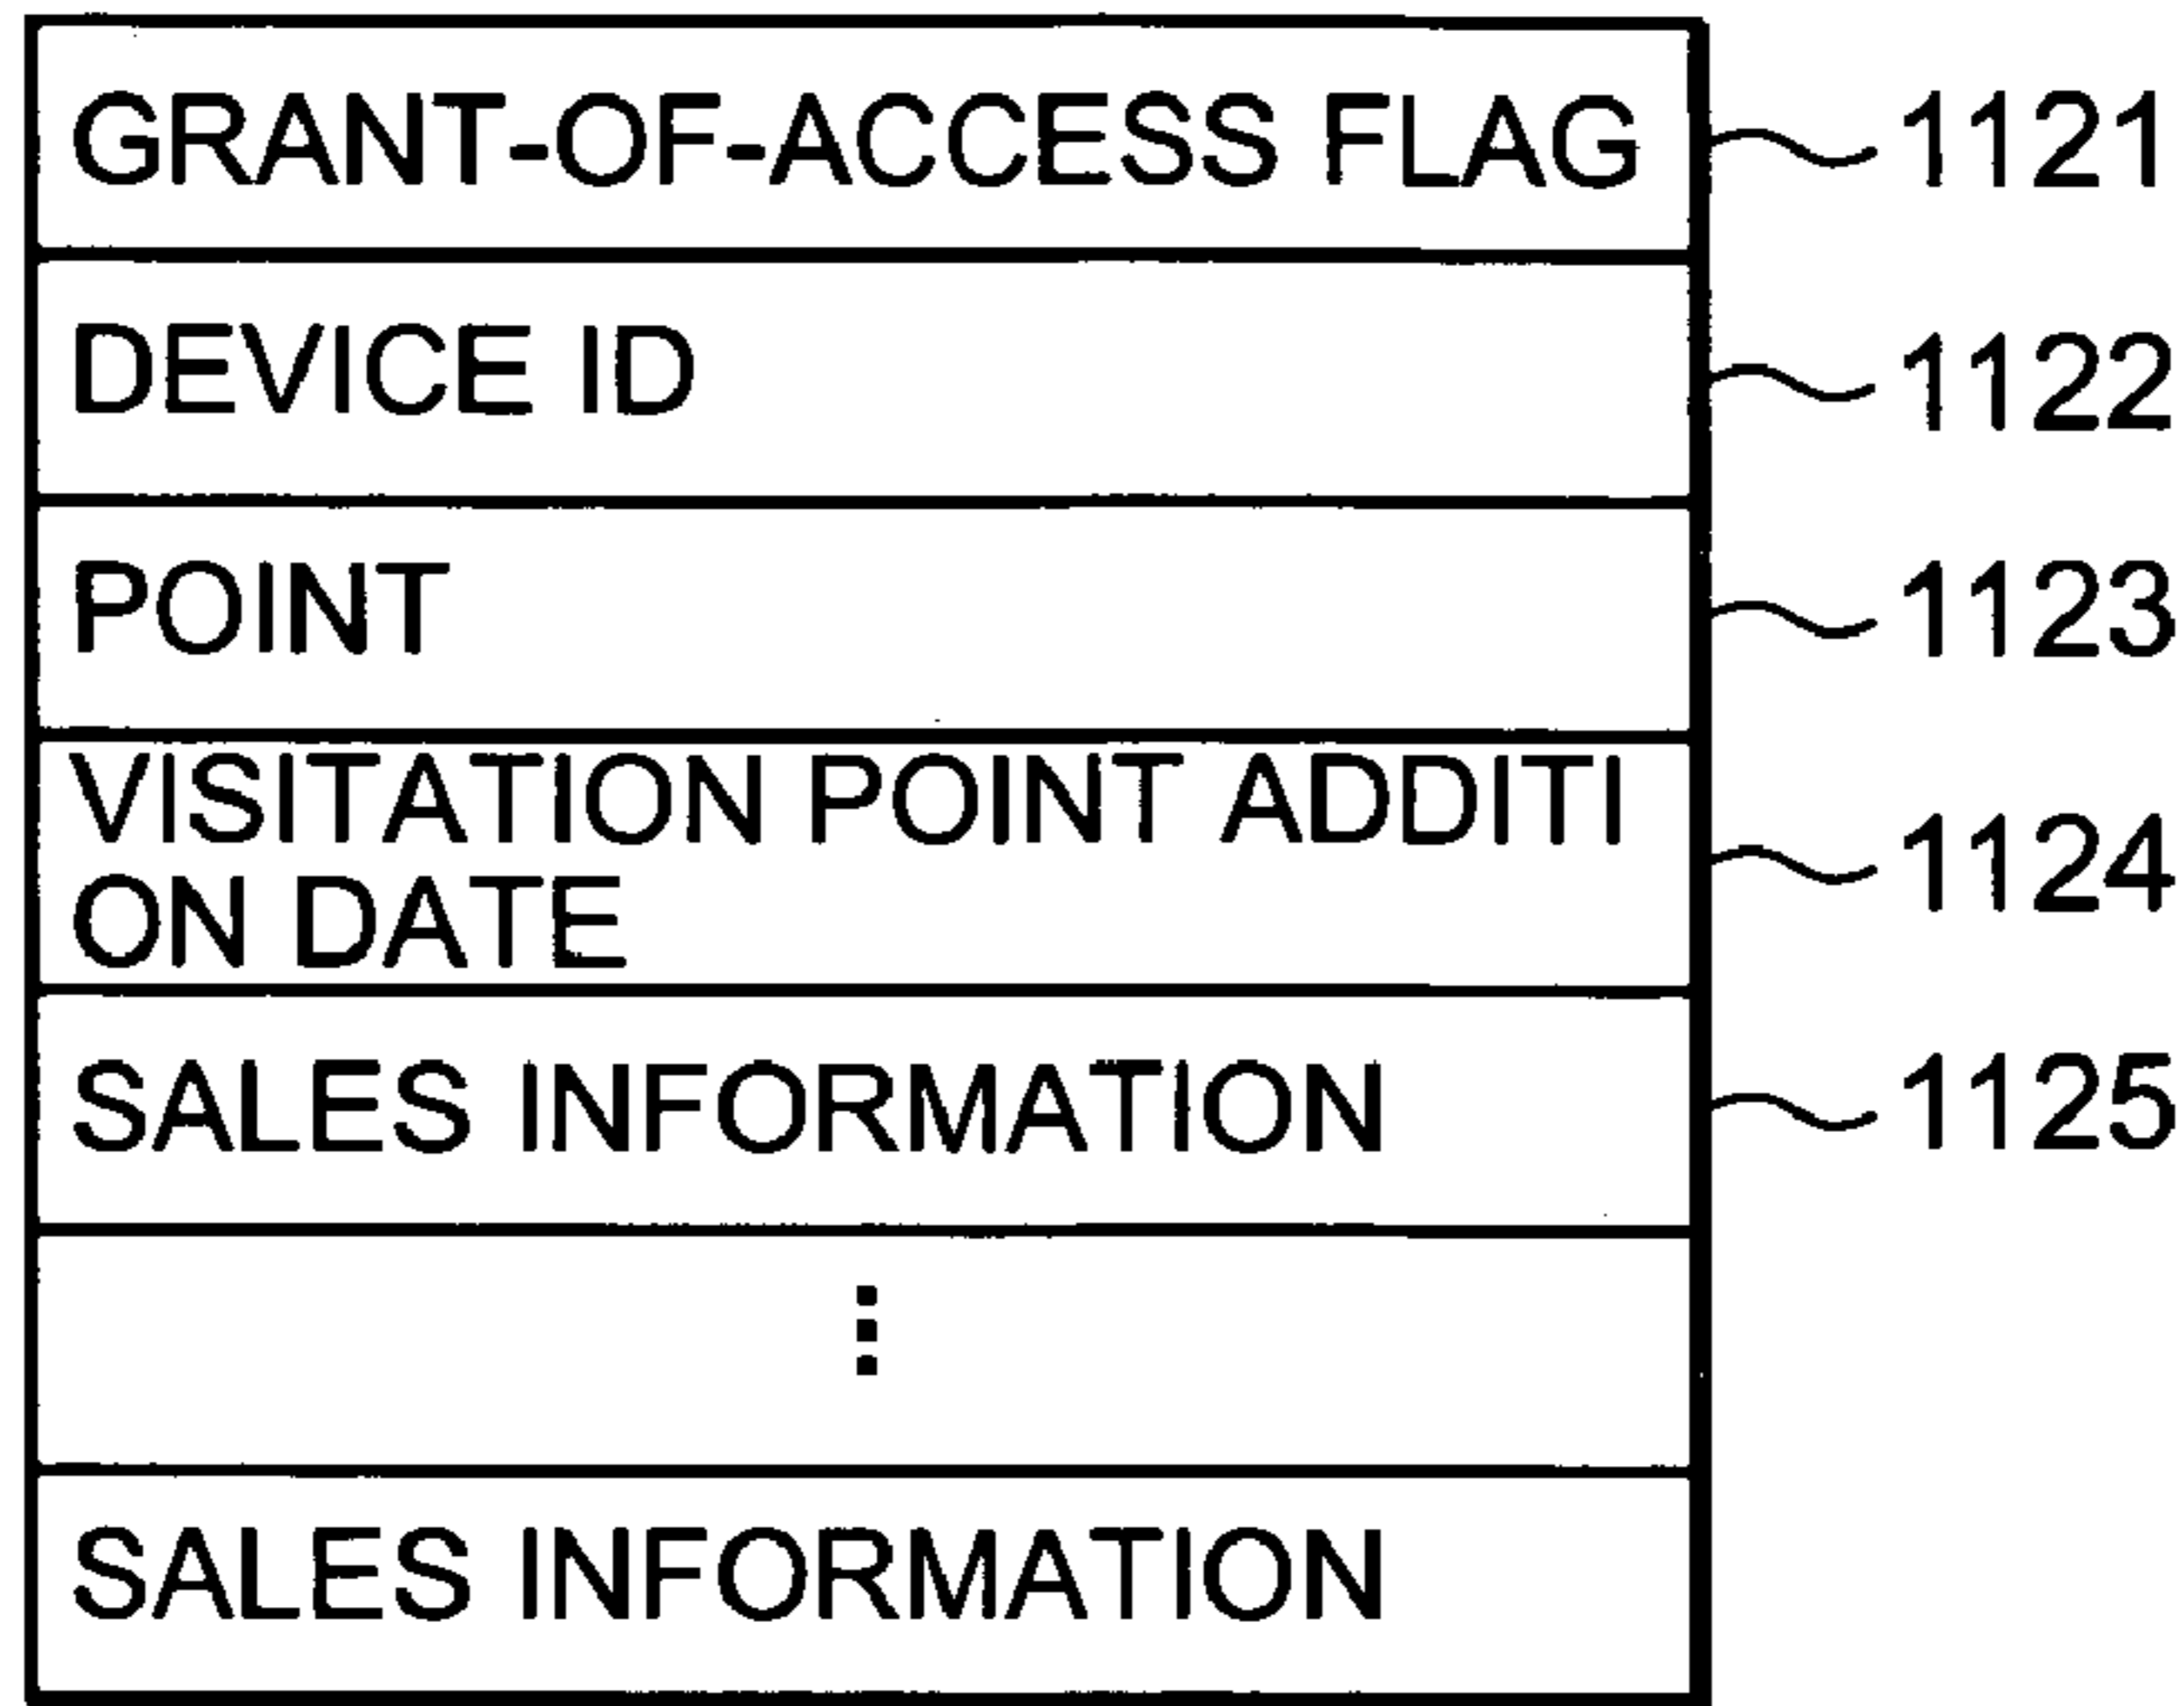 GRANT-OF-ACCESS FLAG 1121
DEVICE ID 1122
POINT 1123
VISITATION POINT ADDITI
ON DATE 1124
SALES INFORMATION 1125
⋮
SALES INFORMATION